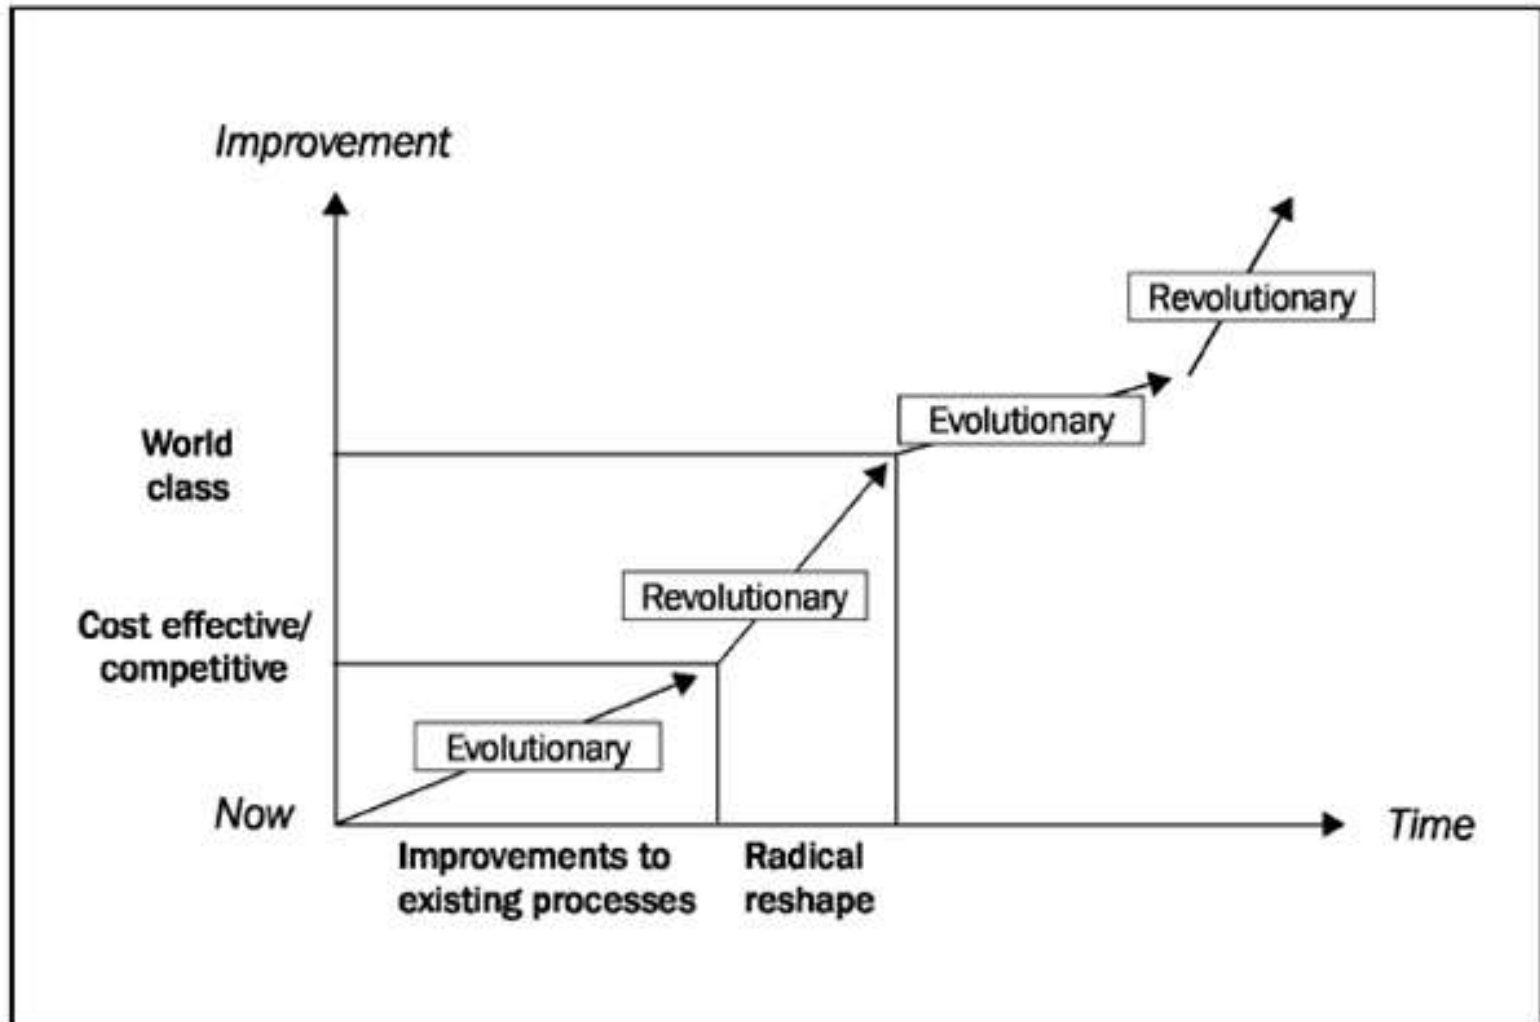 Improvement
Revolutionary
Evolutionary
World
class
Revolutionary
Cost effective/
competitive
Evolutionary
Now
Time
Improvements to
existing processes
Radical
reshape